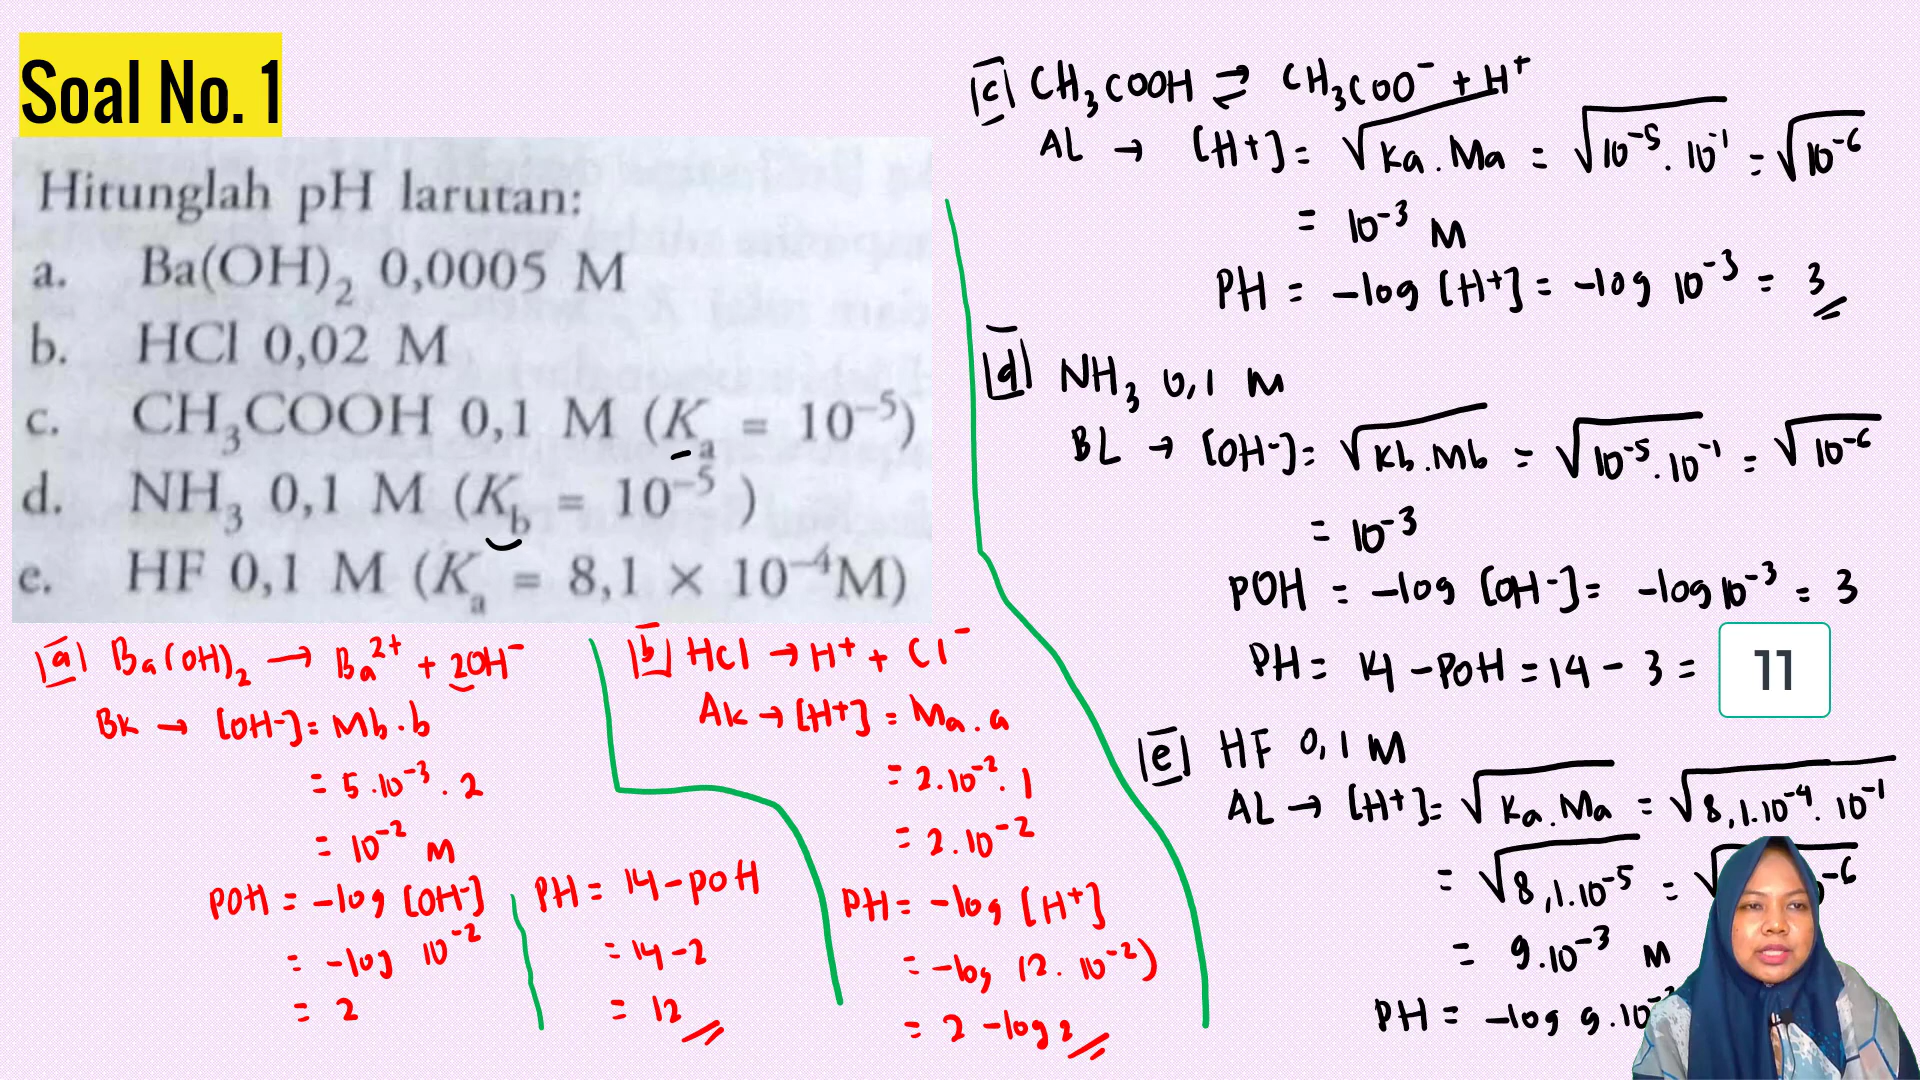 Soal No. 1
Hitunglah pH larutan:
a. Ba(OH)₂ 0,0005 M
b. HCl 0,02 M
c. CH₃COOH 0,1 M (Kₐ = 10⁻⁵)
d. NH₃ 0,1 M (K_b = 10⁻⁵ )
e. HF 0,1 M (Kₐ = 8,1 × 10⁻⁴M)
a Ba(OH)₂ → Ba²⁺ + 2OH⁻
BK → [OH⁻] = Mb . b
= 5 . 10⁻³ . 2
= 10⁻² M
POH = -log [OH⁻]
= -log 10⁻²
= 2
PH = 14 - POH
= 14 - 2
= 12
b HCl → H⁺ + Cl⁻
AK → [H⁺] = Ma . a
= 2 . 10⁻² . 1
= 2 . 10⁻²
PH = -log [H⁺]
= -log (2 . 10⁻²)
= 2 - log 2
c CH₃COOH ⇌ CH₃COO⁻ + H⁺
AL → [H⁺] = √Ka . Ma = √10⁻⁵ . 10⁻¹ = √10⁻⁶
= 10⁻³ M
PH = -log [H⁺] = -log 10⁻³ = 3
d NH₃ 0,1 M
BL → [OH⁻] = √Kb . Mb = √10⁻⁵ . 10⁻¹ = √10⁻⁶
= 10⁻³
POH = -log [OH⁻] = -log 10⁻³ = 3
PH = 14 - POH = 14 - 3 = 11
e HF 0,1 M
AL → [H⁺] = √Ka . Ma = √8,1 . 10⁻⁴ . 10⁻¹
= √8,1 . 10⁻⁵ = √ ⁻⁶
= 9 . 10⁻³ M
PH = -log 9 . 10